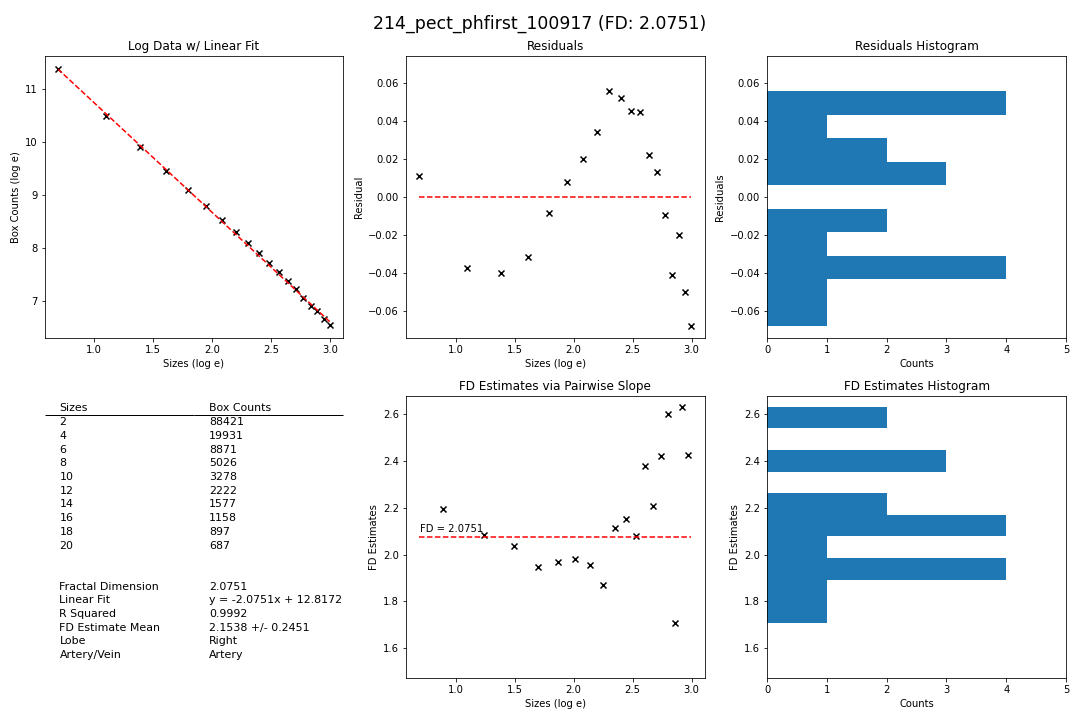 214_pect_phfirst_100917 (FD: 2.0751)
Log Data w/ Linear Fit
Box Counts (log e)
11
10
9
8
7
1.0 1.5 2.0 2.5 3.0
Sizes (log e)
Residuals
Residual
0.06
0.04
0.02
0.00
−0.02
−0.04
−0.06
1.0 1.5 2.0 2.5 3.0
Sizes (log e)
Residuals Histogram
Residuals
0.06
0.04
0.02
0.00
−0.02
−0.04
−0.06
0 1 2 3 4 5
Counts
Sizes Box Counts
2 88421
4 19931
6 8871
8 5026
10 3278
12 2222
14 1577
16 1158
18 897
20 687
Fractal Dimension 2.0751
Linear Fit y = -2.0751x + 12.8172
R Squared 0.9992
FD Estimate Mean 2.1538 +/- 0.2451
Lobe Right
Artery/Vein Artery
FD Estimates via Pairwise Slope
FD Estimates
2.6
2.4
2.2
2.0
1.8
1.6
FD = 2.0751
1.0 1.5 2.0 2.5 3.0
Sizes (log e)
FD Estimates Histogram
FD Estimates
2.6
2.4
2.2
2.0
1.8
1.6
0 1 2 3 4 5
Counts